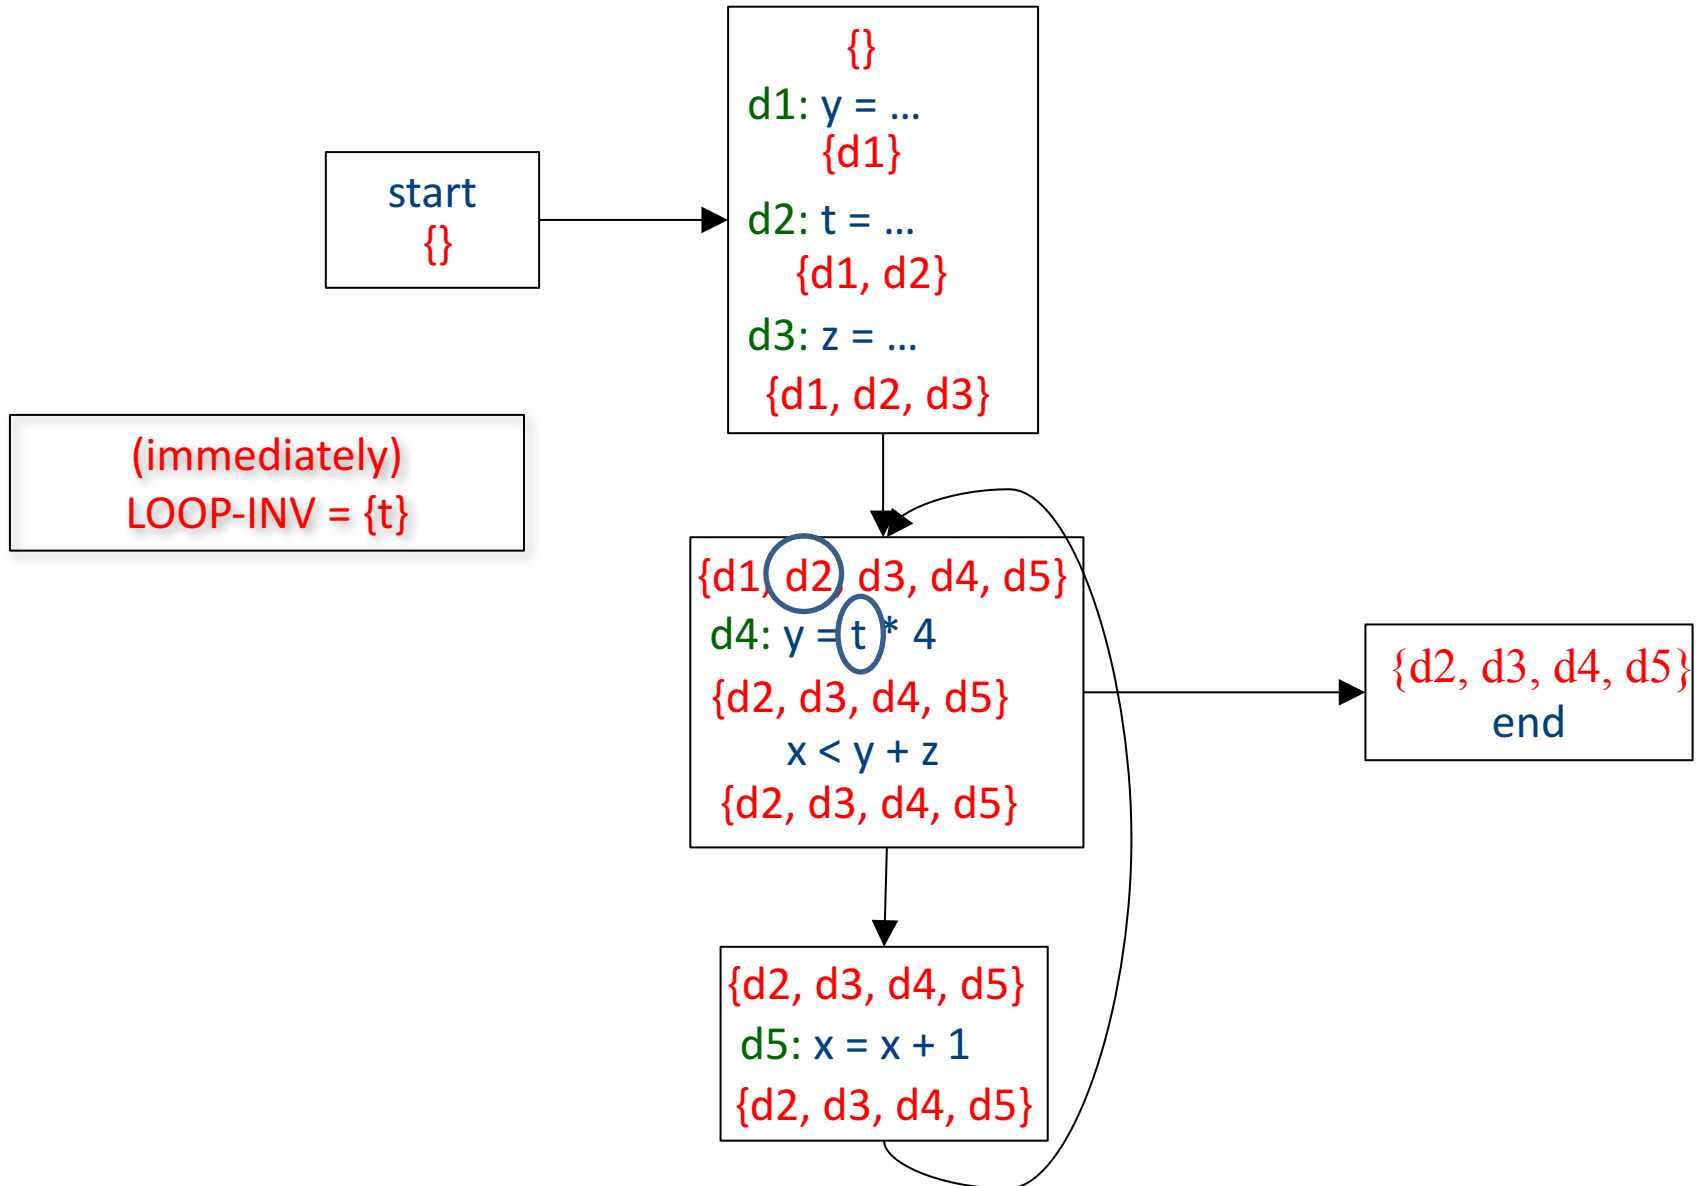 {}
d1: y = ...
{d1}
d2: t = ...
{d1, d2}
d3: z = ...
{d1, d2, d3}
start
{}
(immediately)
LOOP-INV = {t}
{d1, d2, d3, d4, d5}
d4: y = t * 4
{d2, d3, d4, d5}
x < y + z
{d2, d3, d4, d5}
{d2, d3, d4, d5}
end
{d2, d3, d4, d5}
d5: x = x + 1
{d2, d3, d4, d5}